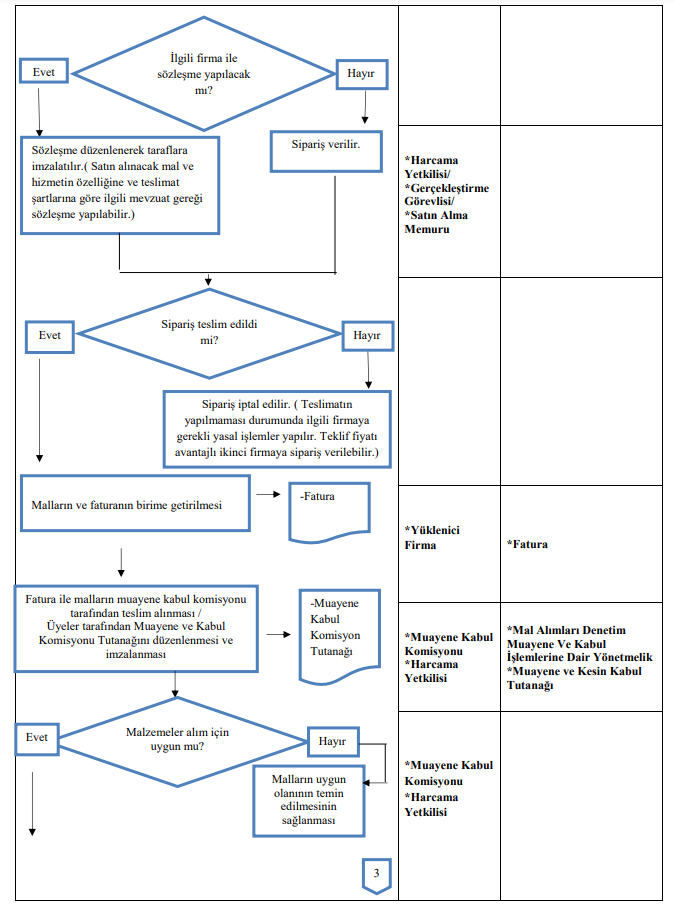 İlgili firma ile
sözleşme yapılacak
mı?
Evet
Hayır
Sözleşme düzenlenerek taraflara
imzalatılır.( Satın alınacak mal ve
hizmetin özelliğine ve teslimat
şartlarına göre ilgili mevzuat gereği
sözleşme yapılabilir.)
Sipariş verilir.
*Harcama
Yetkilisi/
*Gerçekleştirme
Görevlisi/
*Satın Alma
Memuru
Sipariş teslim edildi
mi?
Evet
Hayır
Sipariş iptal edilir. ( Teslimatın
yapılmaması durumunda ilgili firmaya
gerekli yasal işlemler yapılır. Teklif fiyatı
avantajlı ikinci firmaya sipariş verilebilir.)
Malların ve faturanın birime getirilmesi
-Fatura
*Yüklenici
Firma
*Fatura
Fatura ile malların muayene kabul komisyonu
tarafından teslim alınması /
Üyeler tarafından Muayene ve Kabul
Komisyonu Tutanağını düzenlenmesi ve
imzalanması
-Muayene
Kabul
Komisyon
Tutanağı
*Muayene Kabul
Komisyonu
*Harcama
Yetkilisi
*Mal Alımları Denetim
Muayene Ve Kabul
İşlemlerine Dair Yönetmelik
*Muayene ve Kesin Kabul
Tutanağı
Malzemeler alım için
uygun mu?
Evet
Hayır
Malların uygun
olanının temin
edilmesinin
sağlanması
*Muayene Kabul
Komisyonu
*Harcama
Yetkilisi
3